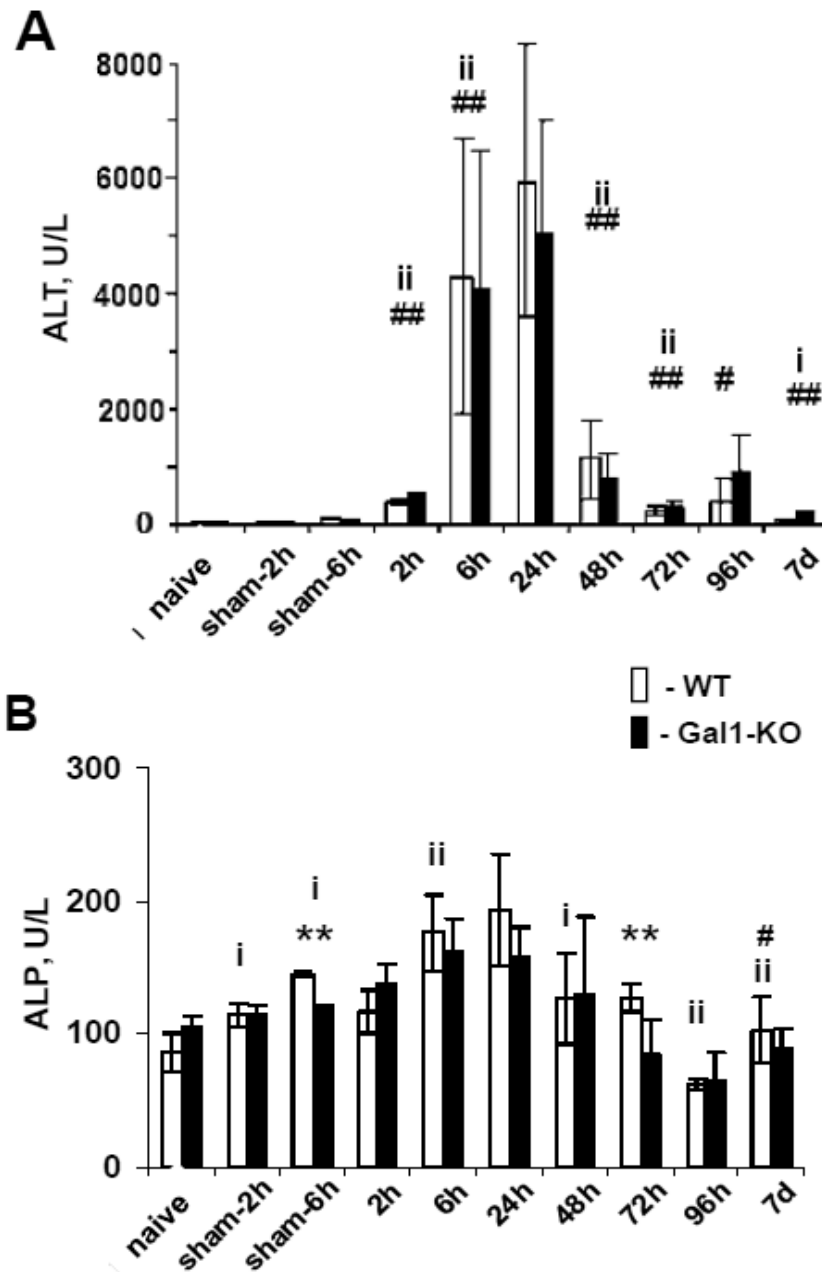 A
8000
6000
4000
2000
0
ALT, U/L
ii
##
ii
##
ii
##
ii
##
#
i
##
naive
sham-2h
sham-6h
2h
6h
24h
48h
72h
96h
7d
- WT
- Gal1-KO
B
300
200
100
0
ALP, U/L
i
i
**
ii
i
**
ii
#
ii
naive
sham-2h
sham-6h
2h
6h
24h
48h
72h
96h
7d